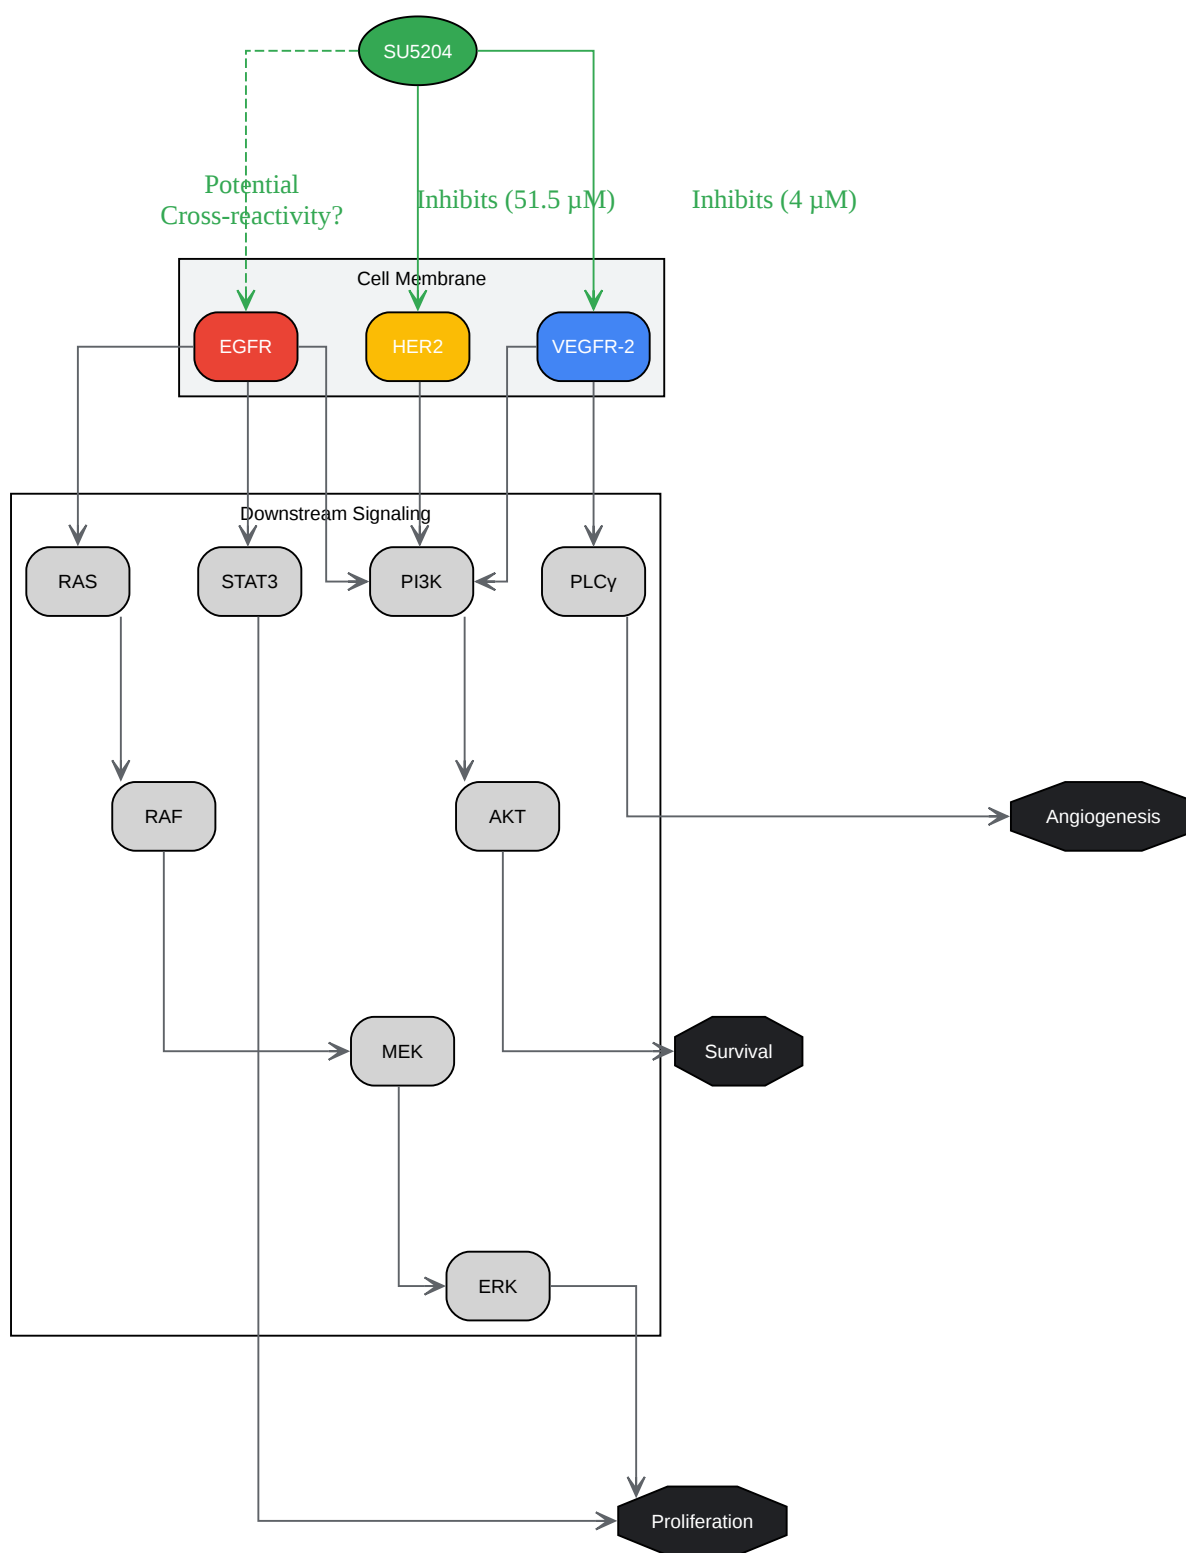 SU5204
Potential
Cross-reactivity?
Inhibits (51.5 µM)
Inhibits (4 µM)
Cell Membrane
EGFR
HER2
VEGFR-2
Downstream Signaling
RAS
STAT3
PI3K
PLCγ
RAF
AKT
Angiogenesis
MEK
Survival
ERK
Proliferation